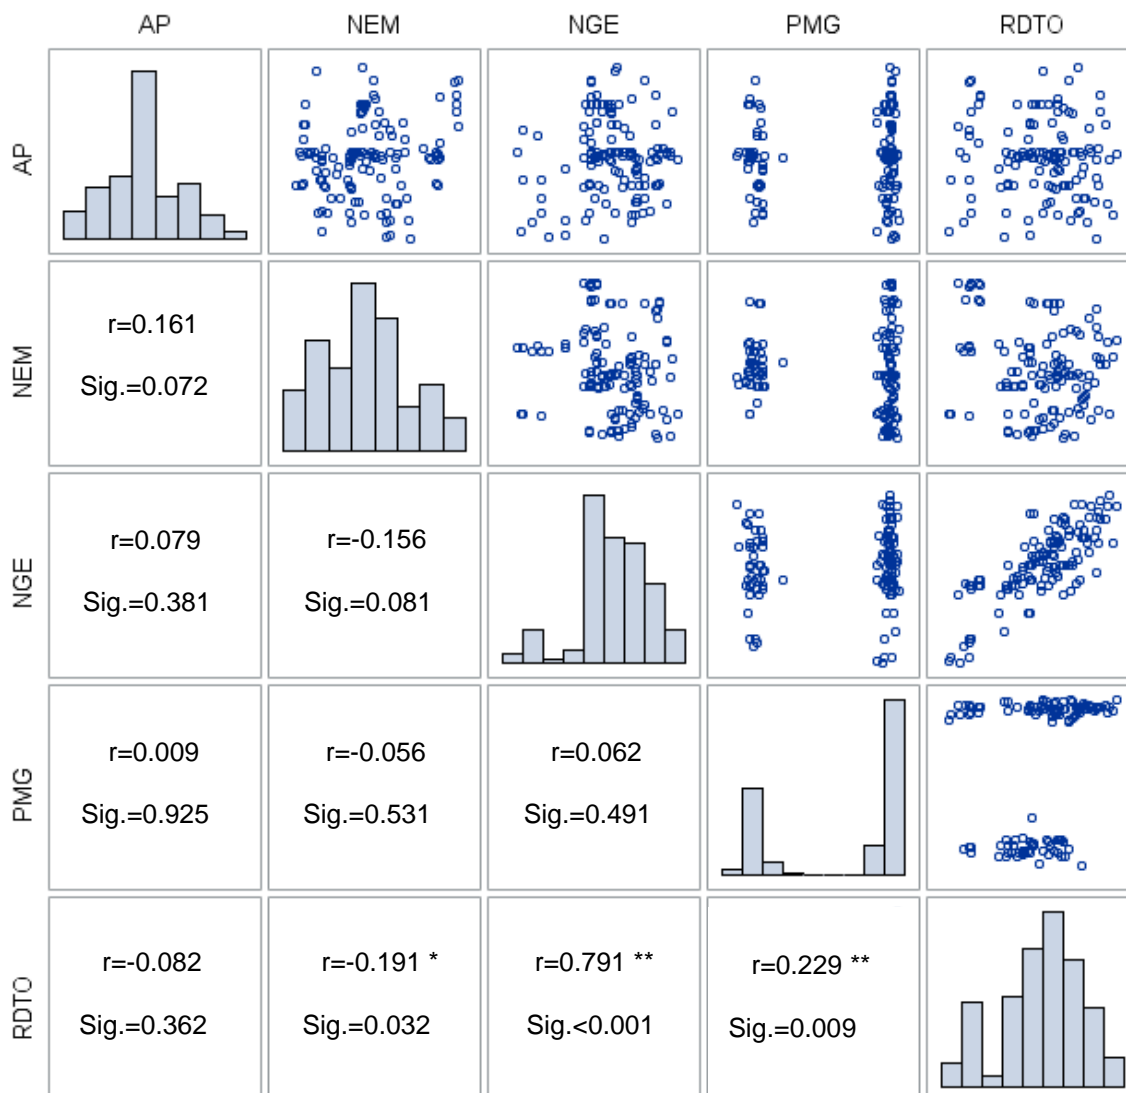 AP NEM NGE PMG RDTO
AP
NEM
r=0.161
Sig.=0.072
NGE
r=0.079 r=-0.156
Sig.=0.381 Sig.=0.081
PMG
r=0.009 r=-0.056 r=0.062
Sig.=0.925 Sig.=0.531 Sig.=0.491
RDTO
r=-0.082 r=-0.191 * r=0.791 ** r=0.229 **
Sig.=0.362 Sig.=0.032 Sig.<0.001 Sig.=0.009